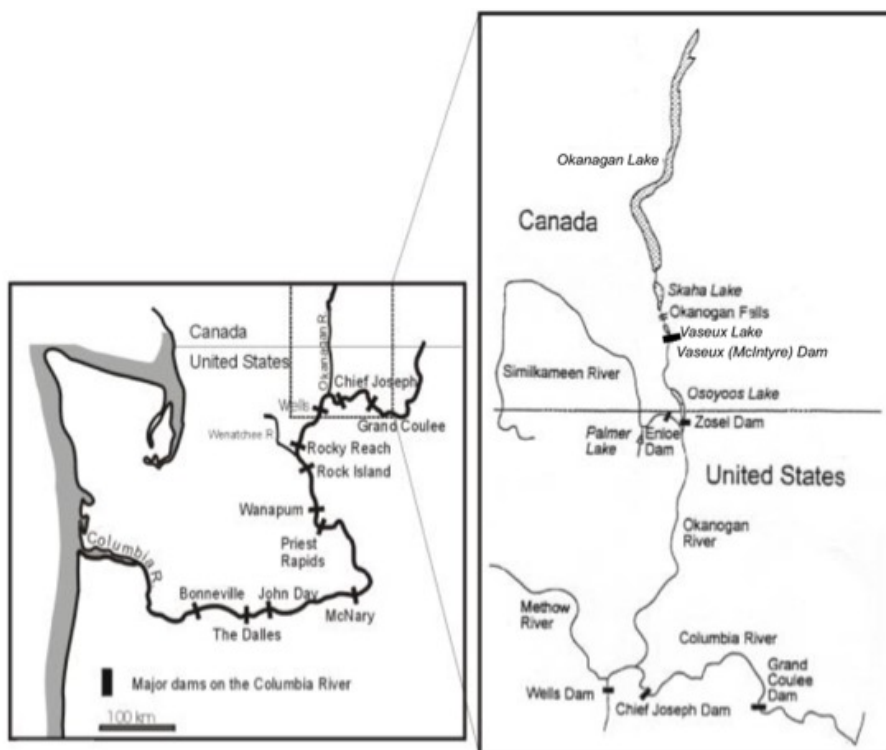 Canada
United States
Okanagan R.
Chief Joseph
Wells
Grand Coulee
Wenatchee R.
Rocky Reach
Rock Island
Wanapum
Priest
Rapids
Columbia R.
Bonneville
John Day
The Dalles
McNary
Major dams on the Columbia River
100 km
Okanagan Lake
Canada
Skaha Lake
Okanogan Falls
Vaseux Lake
Vaseux (McIntyre) Dam
Similkameen River
Osoyoos Lake
Zosel Dam
Palmer
Lake
Enloe
Dam
United States
Okanogan
River
Methow
River
Columbia River
Grand
Coulee
Dam
Wells Dam
Chief Joseph Dam